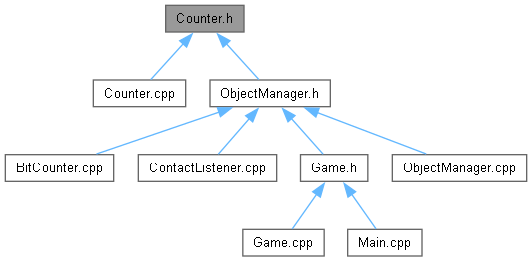 Counter.h
Counter.cpp
ObjectManager.h
BitCounter.cpp
ContactListener.cpp
Game.h
ObjectManager.cpp
Game.cpp
Main.cpp